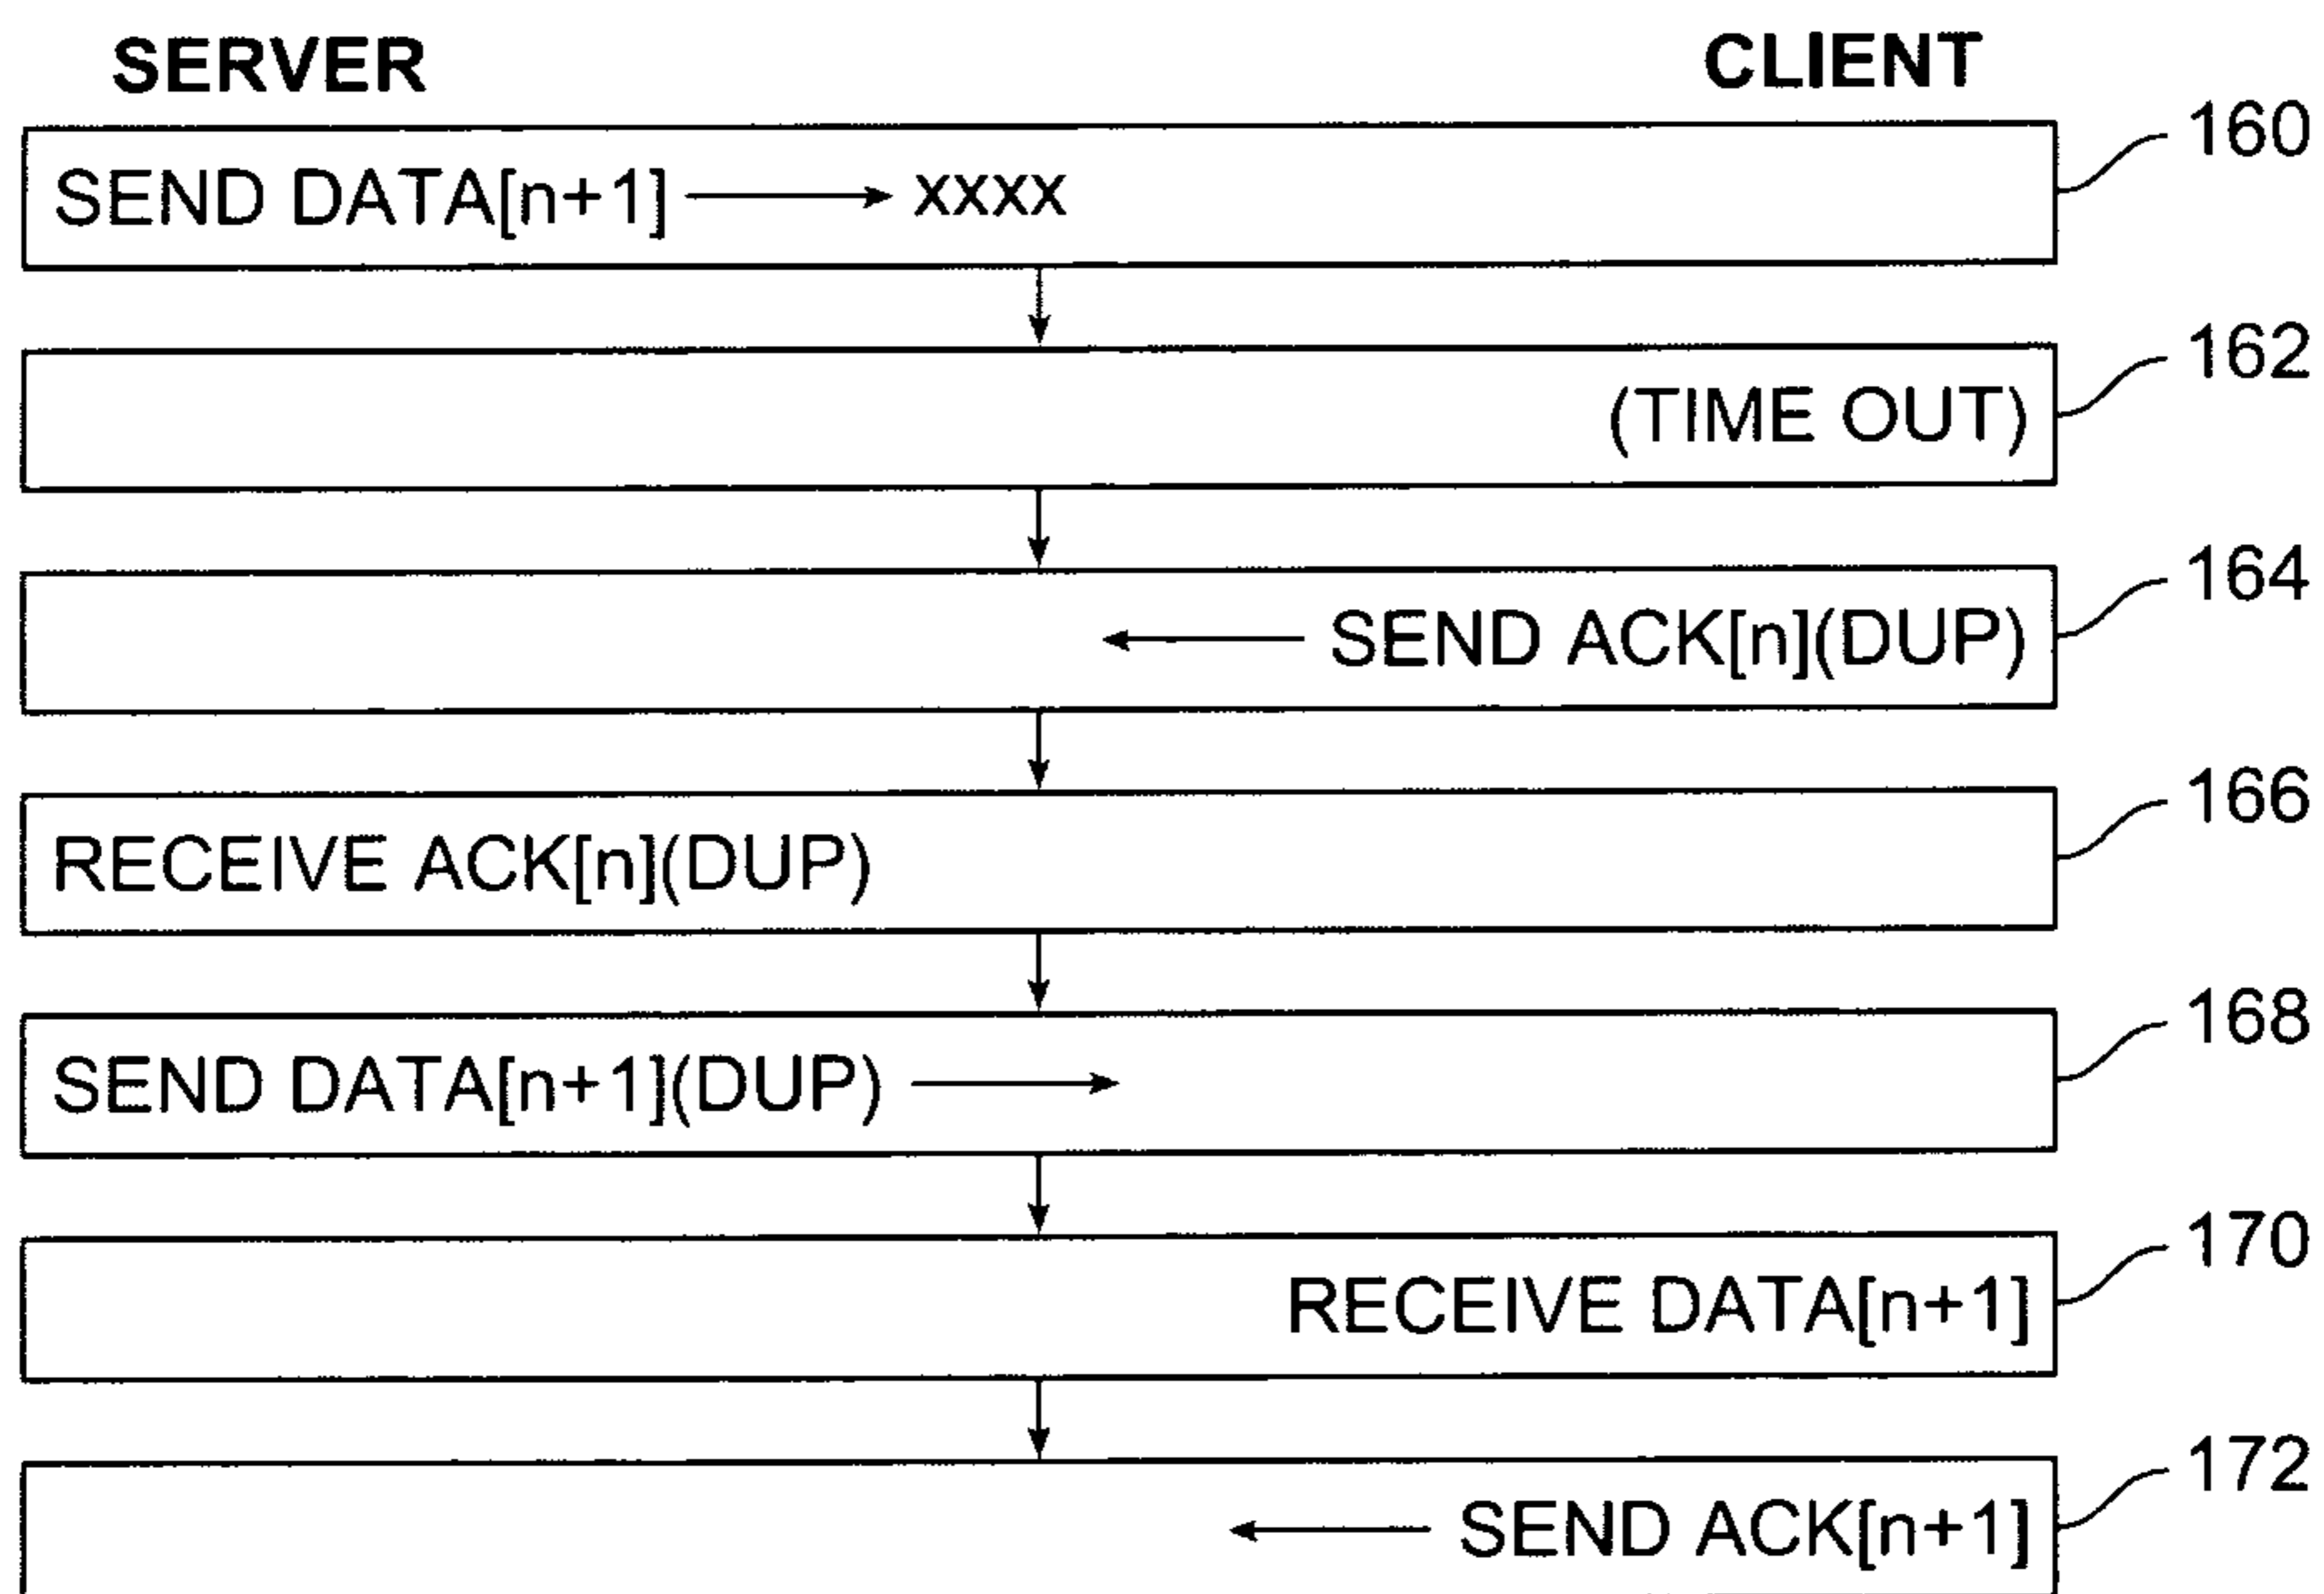 SERVER CLIENT
160
SEND DATA[n+1] xxxx
162
(TIME OUT)
164
SEND ACK[n](DUP)
166
RECEIVE ACK[n](DUP)
168
SEND DATA[n+1](DUP)
170
RECEIVE DATA[n+1]
172
SEND ACK[n+1]